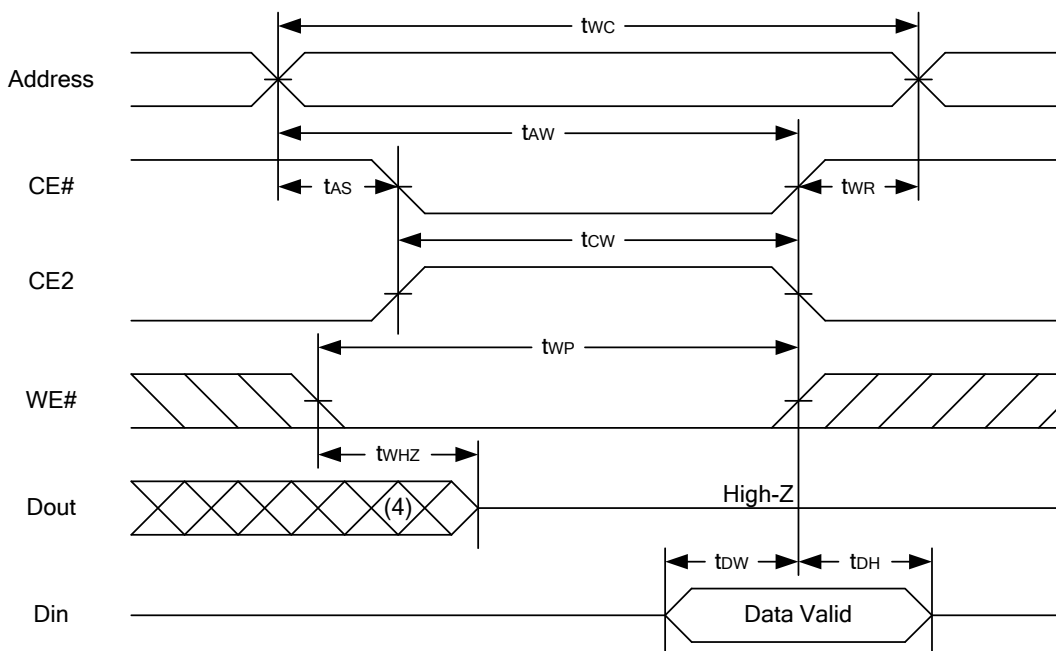 tWC
Address
tAW
CE#
tAS
tWR
tCW
CE2
tWP
WE#
tWHZ
Dout
(4)
High-Z
tDW
tDH
Din
Data Valid